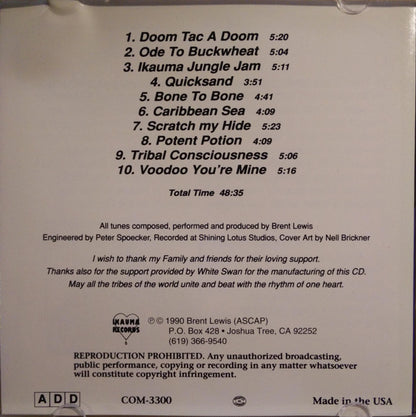 1. Doom Tac A Doom 5:20
2. Ode To Buckwheat 5:04
3. Ikauma Jungle Jam 5:11
4. Quicksand 3:51
5. Bone To Bone 4:41
6. Caribbean Sea 4:09
7. Scratch my Hide 5:23
8. Potent Potion 4:09
9. Tribal Consciousness 5:06
10. Voodoo You're Mine 5:16
Total Time 48:35
All tunes composed, performed and produced by Brent Lewis
Engineered by Peter Spoecker, Recorded at Shining Lotus Studios, Cover Art by Nell Brickner
I wish to thank my Family and friends for their loving support.
Thanks also for the support provided by White Swan for the manufacturing of this CD.
May all the tribes of the world unite and beat with the rhythm of one heart.
IKAUMA
RECORDS
℗ © 1990 Brent Lewis (ASCAP)
P.O. Box 428 • Joshua Tree, CA 92252
(619) 366-9540
REPRODUCTION PROHIBITED. Any unauthorized broadcasting,
public performance, copying or recording in any matter whatsoever
will constitute copyright infringement.
A D D COM-3300 Made in the USA